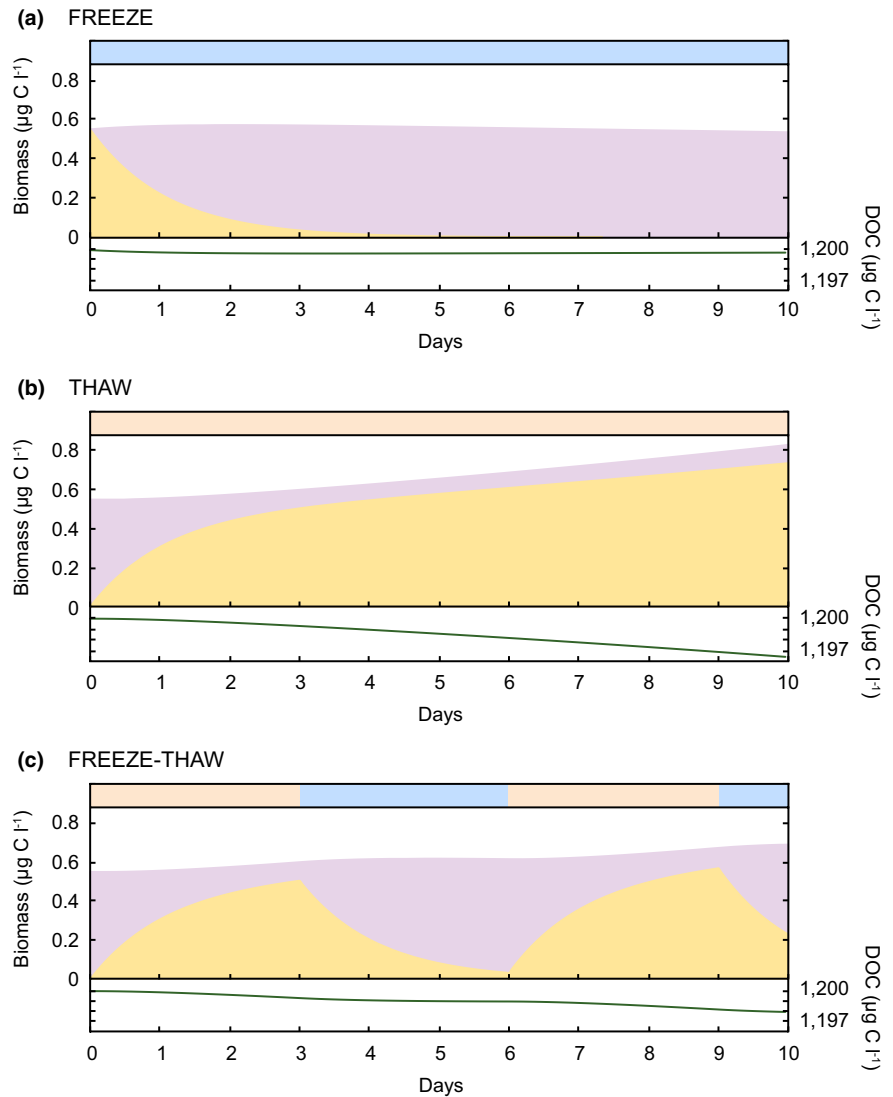 (a) FREEZE
0.8
0.6
0.4
0.2
0
Biomass (µg C l-1)
1,200
1,197
DOC (µg C l-1)
0 1 2 3 4 5 6 7 8 9 10
Days
(b) THAW
0.8
0.6
0.4
0.2
0
Biomass (µg C l-1)
1,200
1,197
DOC (µg C l-1)
0 1 2 3 4 5 6 7 8 9 10
Days
(c) FREEZE-THAW
0.8
0.6
0.4
0.2
0
Biomass (µg C l-1)
1,200
1,197
DOC (µg C l-1)
0 1 2 3 4 5 6 7 8 9 10
Days